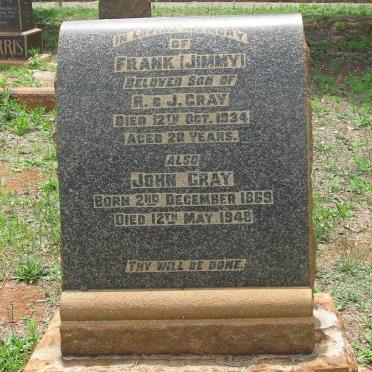 IN LOVING MEMORY
OF
FRANK (JIMMY)
BELOVED SON OF
R. & J. GRAY
DIED 12TH OCT. 1934
AGED 29 YEARS.
ALSO
JOHN GRAY
BORN 2ND DECEMBER 1869
DIED 12TH MAY 1948
THY WILL BE DONE.